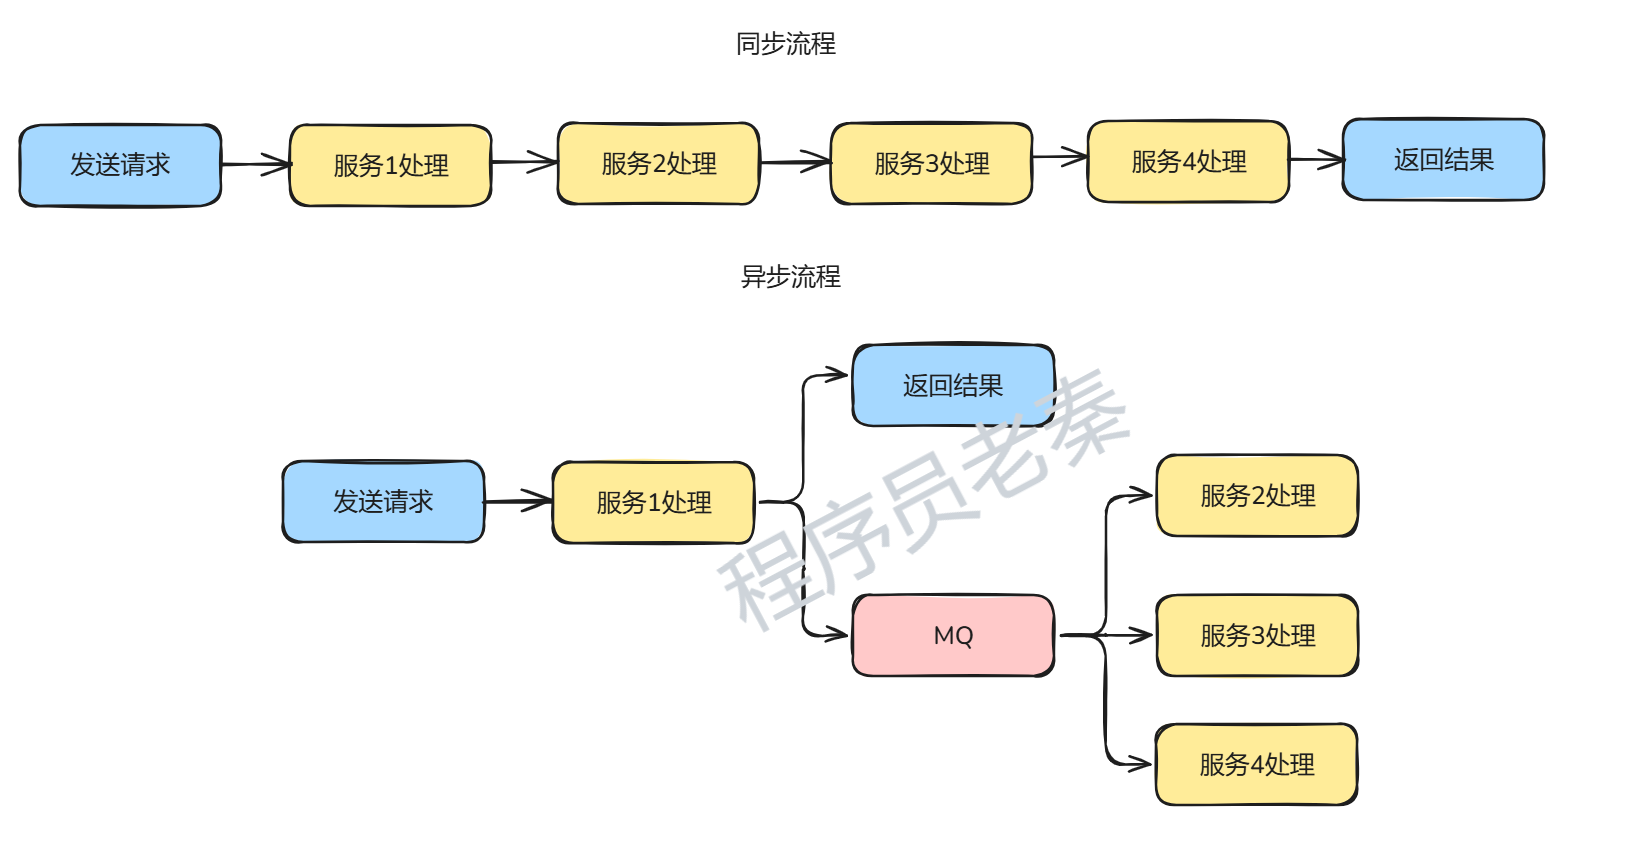 同步流程
发送请求
服务1处理
服务2处理
服务3处理
服务4处理
返回结果
异步流程
返回结果
发送请求
服务1处理
MQ
服务2处理
服务3处理
服务4处理
程序员老秦